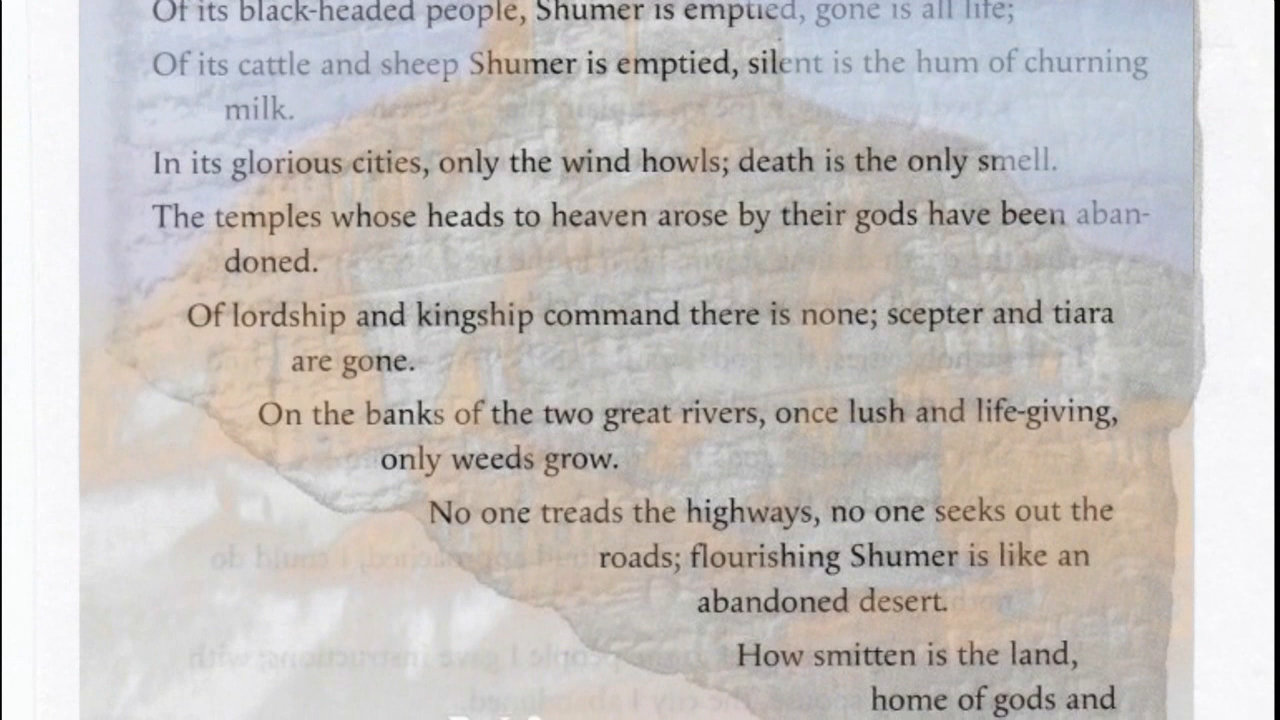 Of its black-headed people, Shumer is emptied, gone is all life;
Of its cattle and sheep Shumer is emptied, silent is the hum of churning
milk.
In its glorious cities, only the wind howls; death is the only smell.
The temples whose heads to heaven arose by their gods have been aban-
doned.
Of lordship and kingship command there is none; scepter and tiara
are gone.
On the banks of the two great rivers, once lush and life-giving,
only weeds grow.
No one treads the highways, no one seeks out the
roads; flourishing Shumer is like an
abandoned desert.
How smitten is the land,
home of gods and